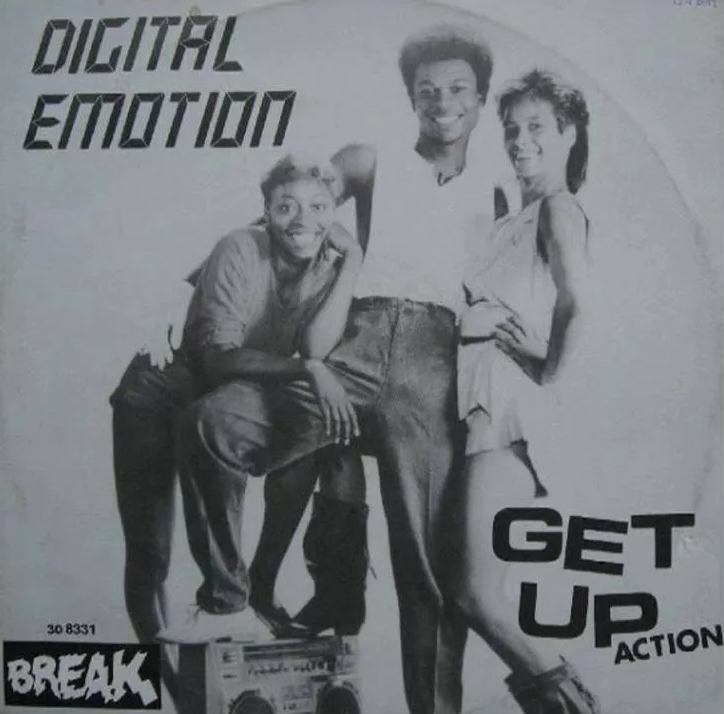 DIGITAL
EMOTION
GET
UP
ACTION
30 8331
BREAK